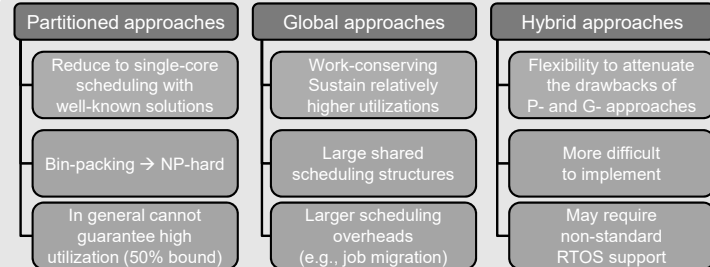 Partitioned approaches
Reduce to single-core
scheduling with
well-known solutions
Bin-packing → NP-hard
In general cannot
guarantee high
utilization (50% bound)
Global approaches
Work-conserving
Sustain relatively
higher utilizations
Large shared
scheduling structures
Larger scheduling
overheads
(e.g., job migration)
Hybrid approaches
Flexibility to attenuate
the drawbacks of
P- and G- approaches
More difficult
to implement
May require
non-standard
RTOS support